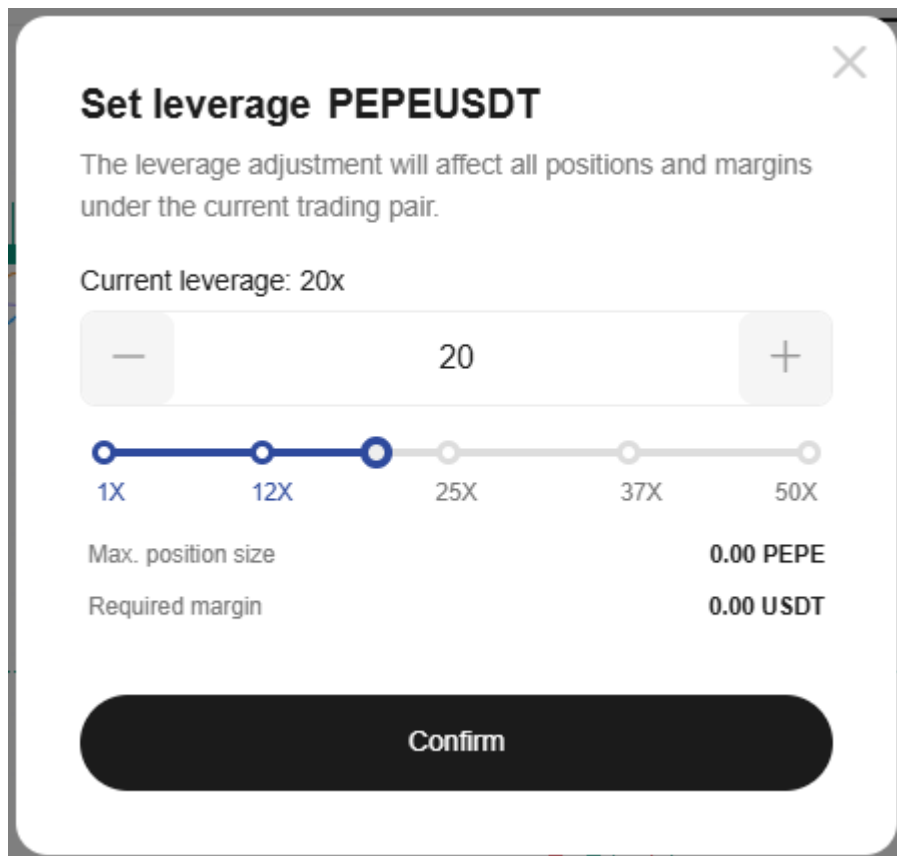 Set leverage PEPEUSDT
The leverage adjustment will affect all positions and margins
under the current trading pair.
Current leverage: 20x
20
1X 12X 25X 37X 50X
Max. position size 0.00 PEPE
Required margin 0.00 USDT
Confirm